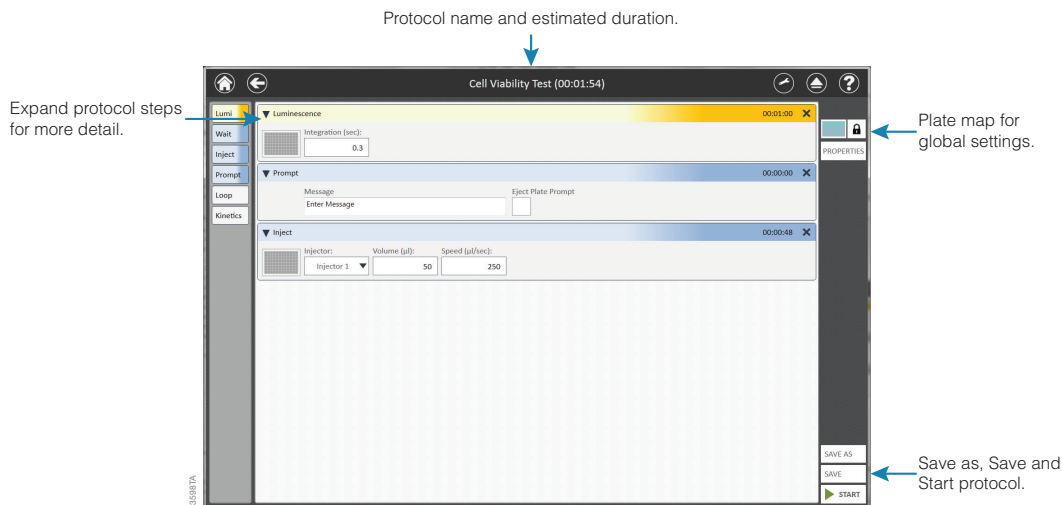 Protocol name and estimated duration.
Cell Viability Test (00:01:54)
?
Expand protocol steps
for more detail.
Lumi
Wait
Inject
Prompt
Loop
Kinetics
Luminescence 00:01:00 X
Integration (sec):
0.3
Prompt 00:00:00 X
Message Eject Plate Prompt
Enter Message
Inject 00:00:48 X
Injector: Volume (µl): Speed (µl/sec):
Injector 1 50 250
PROPERTIES
Plate map for
global settings.
SAVE AS
SAVE
START
Save as, Save and
Start protocol.
3598TA